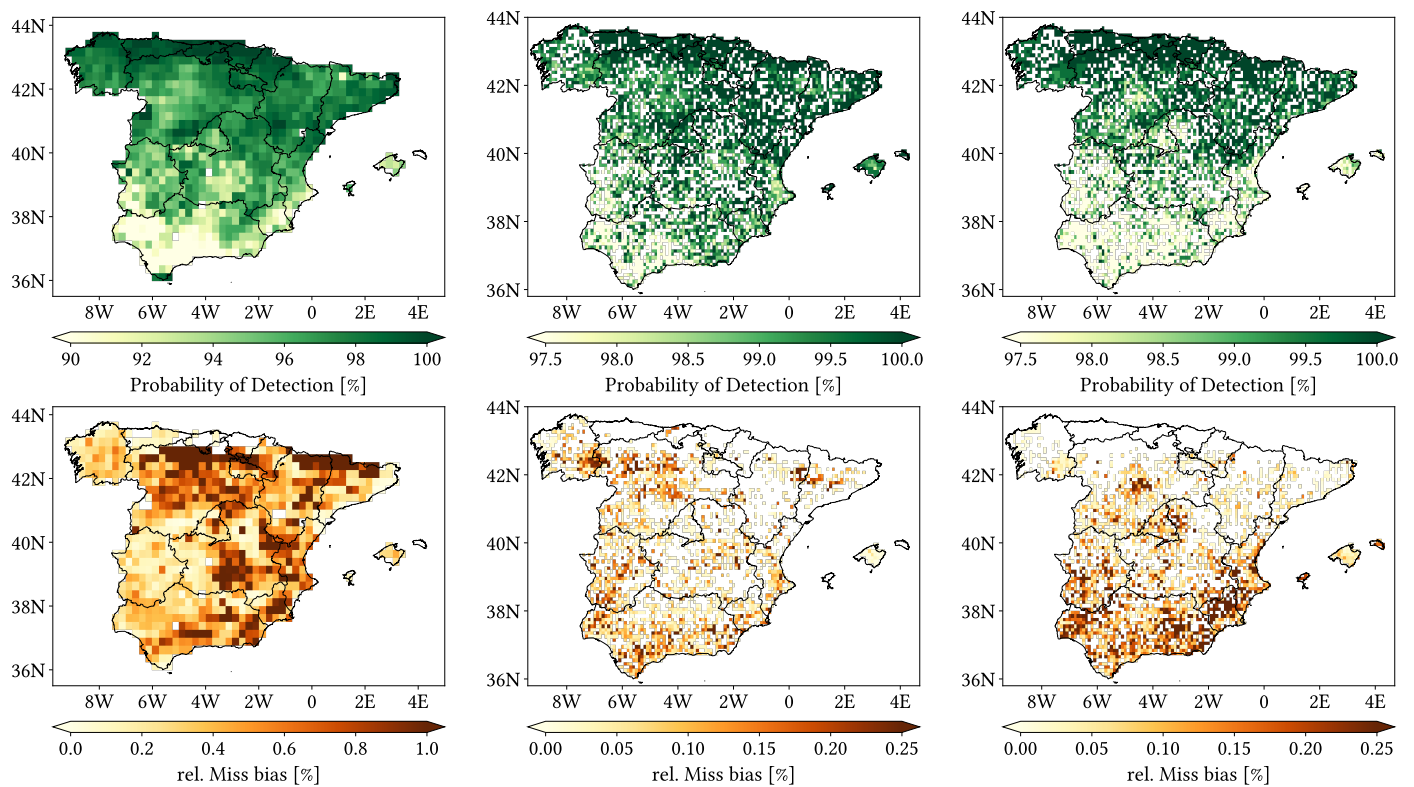 44N 42N 40N 38N 36N
8W 6W 4W 2W 0 2E 4E
90 92 94 96 98 100
Probability of Detection [%]
44N 42N 40N 38N 36N
8W 6W 4W 2W 0 2E 4E
97.5 98.0 98.5 99.0 99.5 100.0
Probability of Detection [%]
44N 42N 40N 38N 36N
8W 6W 4W 2W 0 2E 4E
97.5 98.0 98.5 99.0 99.5 100.0
Probability of Detection [%]
44N 42N 40N 38N 36N
8W 6W 4W 2W 0 2E 4E
0.0 0.2 0.4 0.6 0.8 1.0
rel. Miss bias [%]
44N 42N 40N 38N 36N
8W 6W 4W 2W 0 2E 4E
0.00 0.05 0.10 0.15 0.20 0.25
rel. Miss bias [%]
44N 42N 40N 38N 36N
8W 6W 4W 2W 0 2E 4E
0.00 0.05 0.10 0.15 0.20 0.25
rel. Miss bias [%]